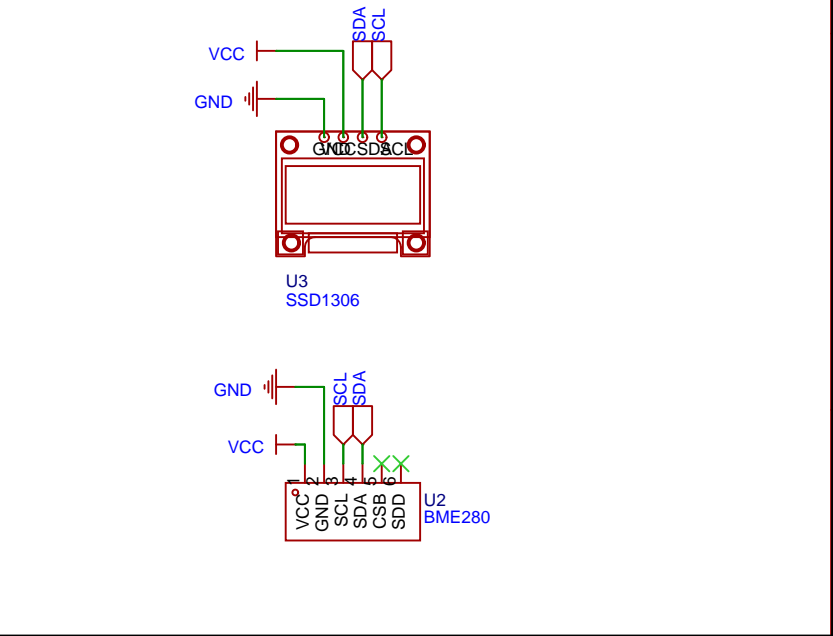 SDA
SCL
VCC
GND
GND
VCC
SDA
SCL
U3
SSD1306
SCL
SDA
GND
VCC
1
2
3
4
5
6
VCC
GND
SCL
SDA
CSB
SDD
U2
BME280